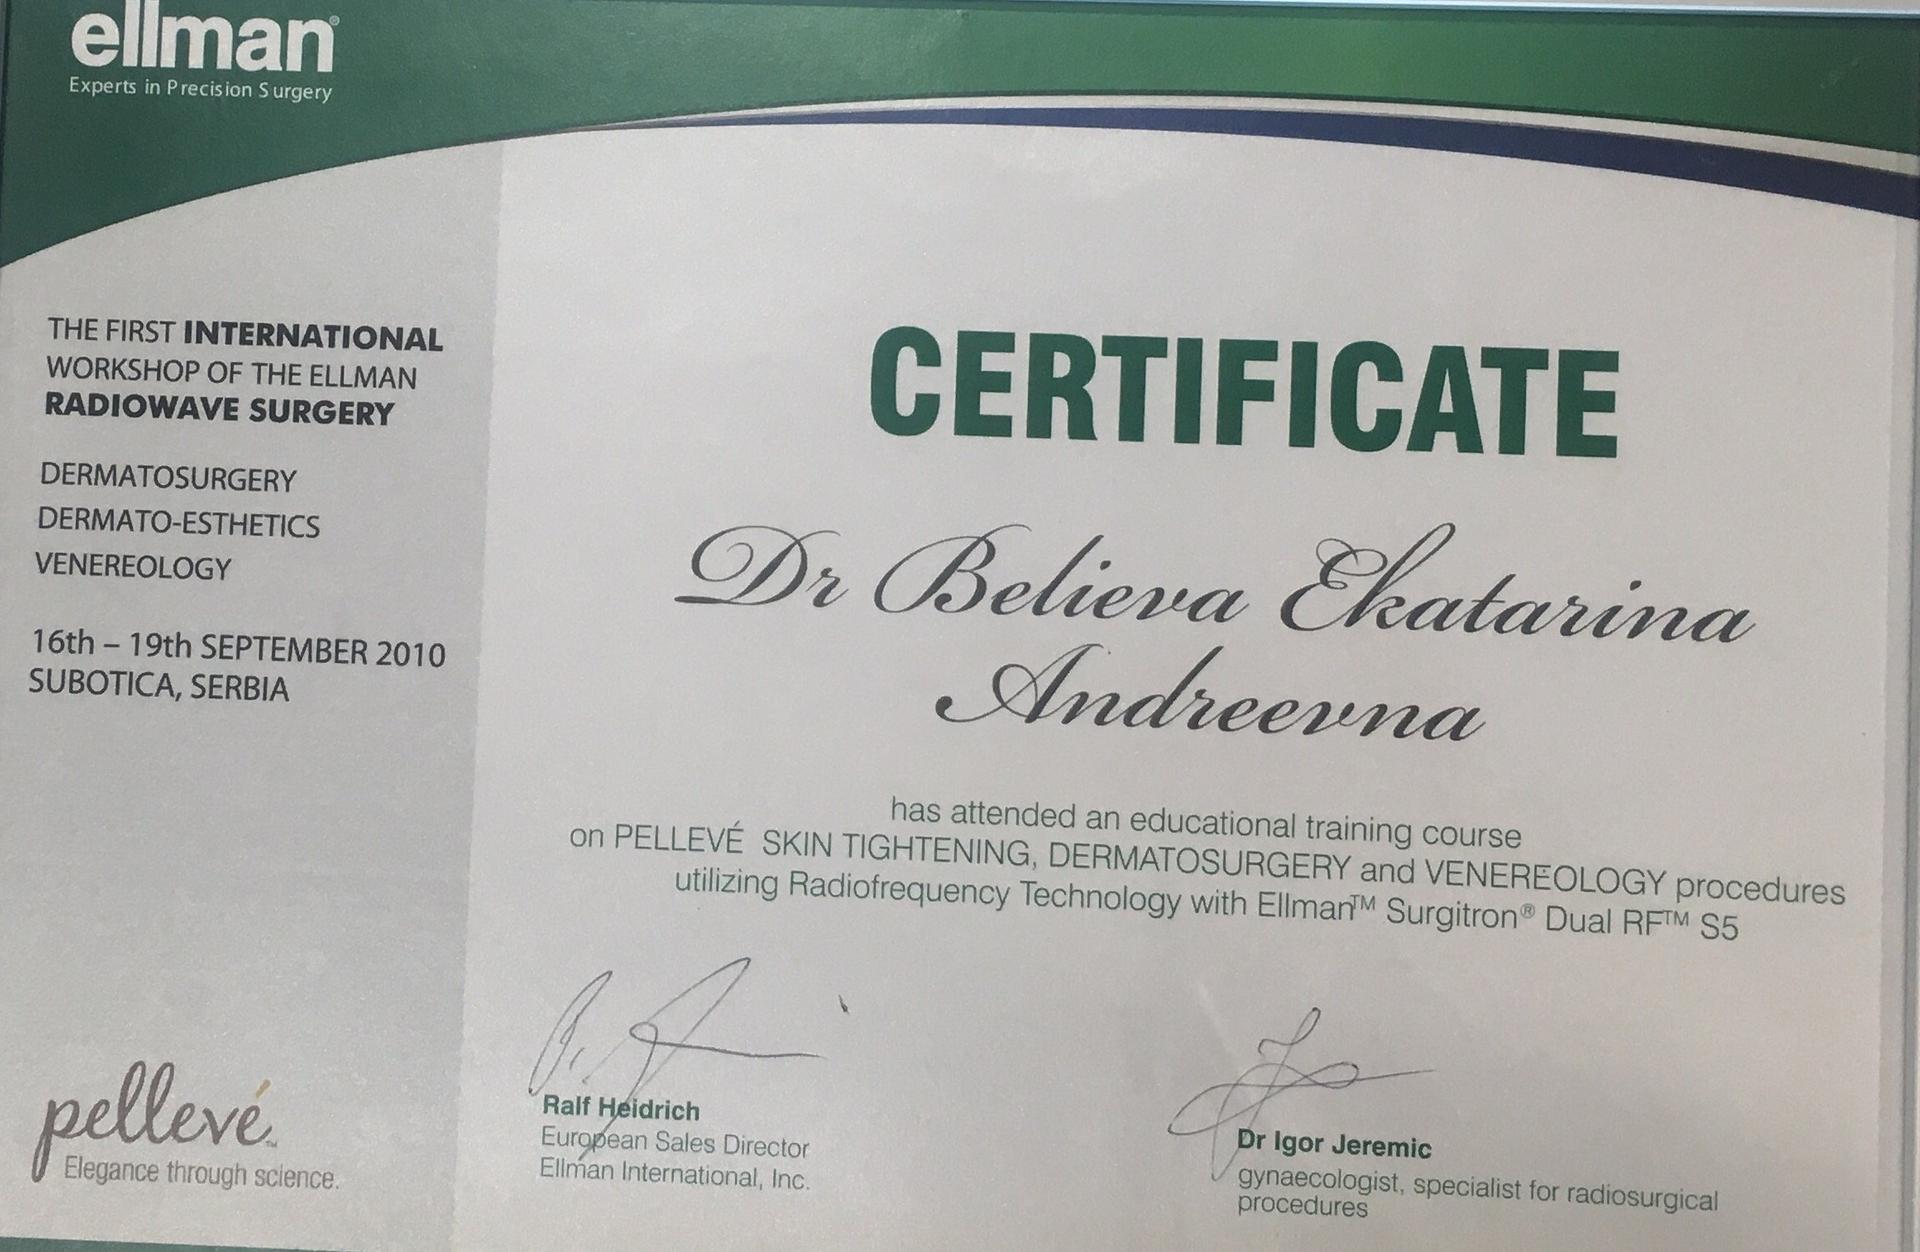 ellman®
Experts in Precision Surgery
THE FIRST INTERNATIONAL
WORKSHOP OF THE ELLMAN
RADIOWAVE SURGERY
DERMATOSURGERY
DERMATO-ESTHETICS
VENEREOLOGY
16th – 19th SEPTEMBER 2010
SUBOTICA, SERBIA
pellevé™
Elegance through science.
CERTIFICATE
Dr Believa Ekatarina
Andreevna
has attended an educational training course
on PELLEVÉ SKIN TIGHTENING, DERMATOSURGERY and VENEREOLOGY procedures
utilizing Radiofrequency Technology with Ellman™ Surgitron® Dual RF™ S5
Ralf Heidrich
European Sales Director
Ellman International, Inc.
Dr Igor Jeremic
gynaecologist, specialist for radiosurgical
procedures